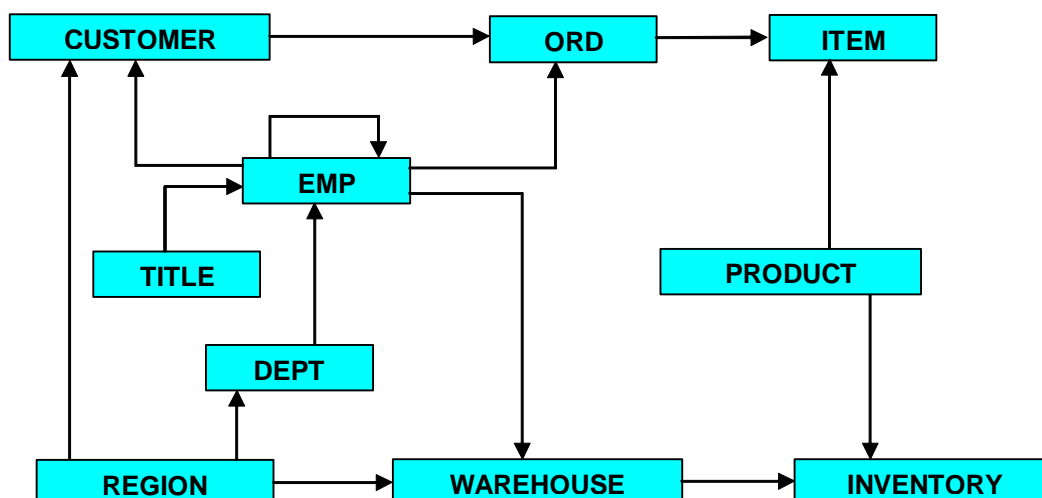 CUSTOMER
ORD
ITEM
EMP
TITLE
PRODUCT
DEPT
REGION
WAREHOUSE
INVENTORY